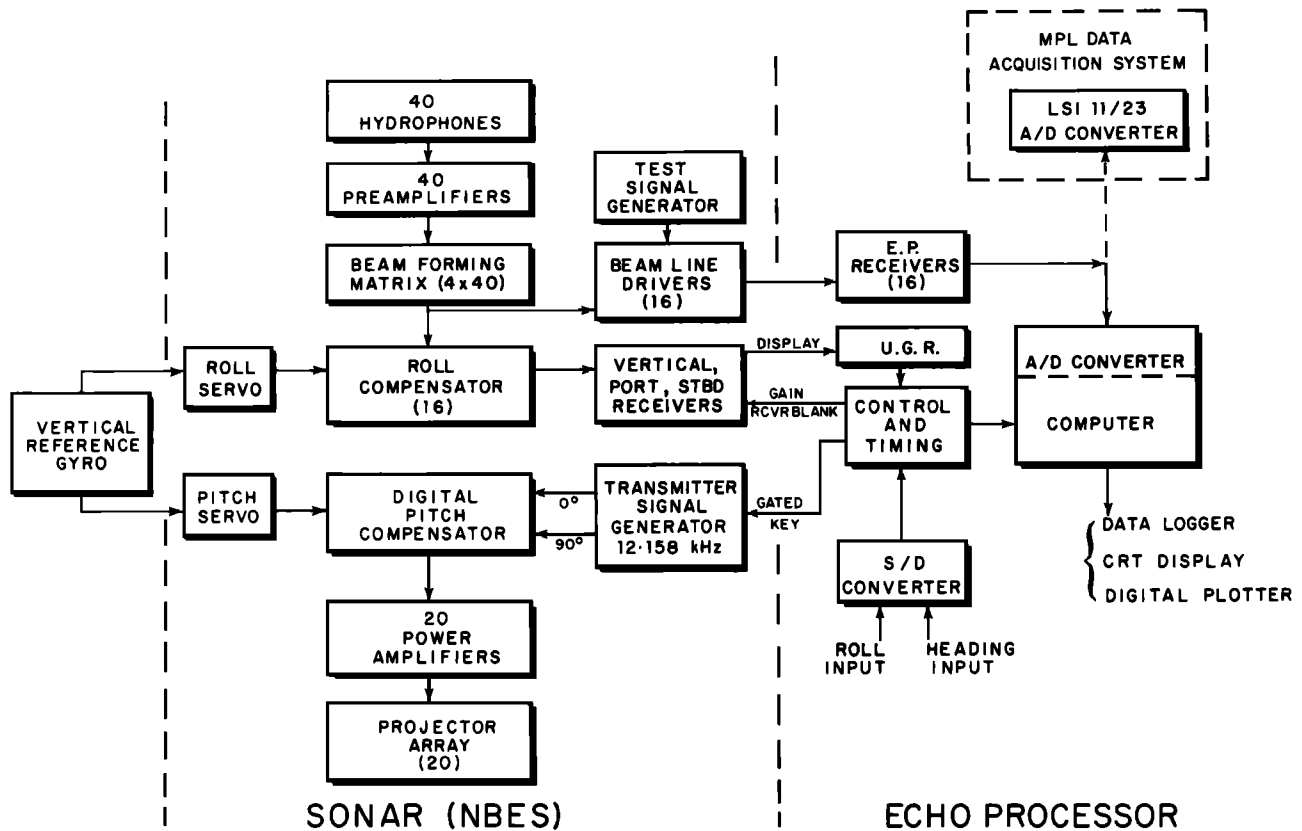 MPL DATA
ACQUISITION SYSTEM
LSI 11/23
A/D CONVERTER
40
HYDROPHONES
40
PREAMPLIFIERS
TEST
SIGNAL
GENERATOR
BEAM FORMING
MATRIX (4x40)
BEAM LINE
DRIVERS
(16)
E.P.
RECEIVERS
(16)
ROLL
SERVO
ROLL
COMPENSATOR
(16)
VERTICAL,
PORT, STBD
RECEIVERS
DISPLAY
GAIN
RCVR BLANK
U.G.R.
CONTROL
AND
TIMING
A/D CONVERTER
COMPUTER
VERTICAL
REFERENCE
GYRO
PITCH
SERVO
DIGITAL
PITCH
COMPENSATOR
0°
90°
TRANSMITTER
SIGNAL
GENERATOR
12·158 kHz
GATED
KEY
S/D
CONVERTER
ROLL
INPUT
HEADING
INPUT
DATA LOGGER
CRT DISPLAY
DIGITAL PLOTTER
20
POWER
AMPLIFIERS
PROJECTOR
ARRAY
(20)
SONAR (NBES)
ECHO PROCESSOR